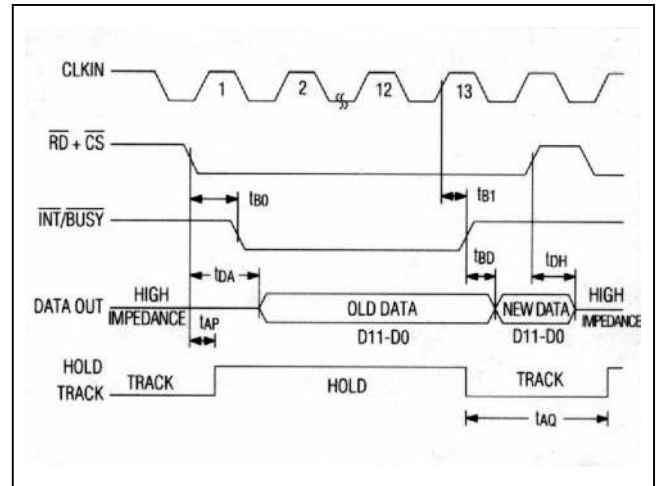 CLKIN
1 2 12 13
RD + CS
tB0 tB1
INT/BUSY
tDA tBD tDH
DATA OUT HIGH IMPEDANCE OLD DATA NEW DATA HIGH IMPEDANCE
tAP D11-D0 D11-D0
HOLD
TRACK TRACK HOLD TRACK
tAQ